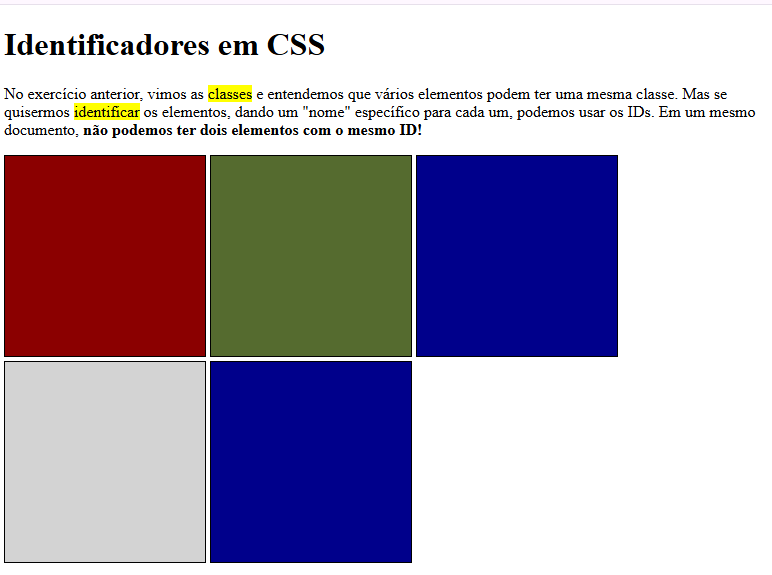 Identificadores em CSS
No exercício anterior, vimos as classes e entendemos que vários elementos podem ter uma mesma classe. Mas se
quisermos identificar os elementos, dando um "nome" específico para cada um, podemos usar os IDs. Em um mesmo
documento, não podemos ter dois elementos com o mesmo ID!